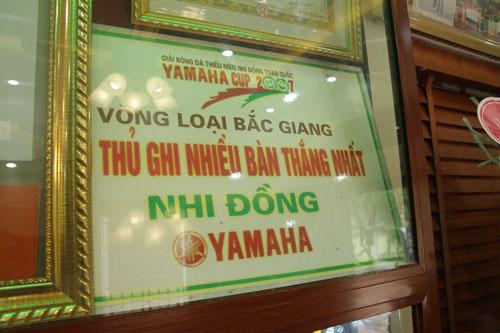 GIẢI BÓNG ĐÁ THIẾU NIÊN NHI ĐỒNG TOÀN QUỐC
YAMAHA CUP 2007
VÒNG LOẠI BẮC GIANG
THỦ GHI NHIỀU BÀN THẮNG NHẤT
NHI ĐỒNG
YAMAHA